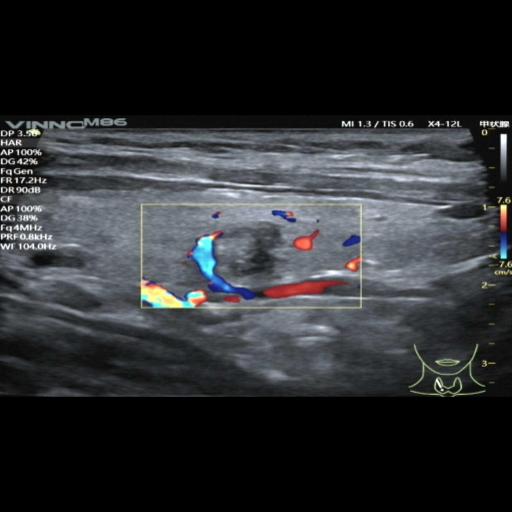 VINNO M86
MI 1.3 / TIS 0.6 X4-12L 甲状腺
DP 3.56
HAR
AP 100%
DG 42%
Fq Gen
FR 17.2Hz
DR 90dB
CF
AP 100%
DG 38%
Fq 4MHz
PRF 0.8kHz
WF 104.0Hz
0
1
7.6
-7.6
cm/s
2
3